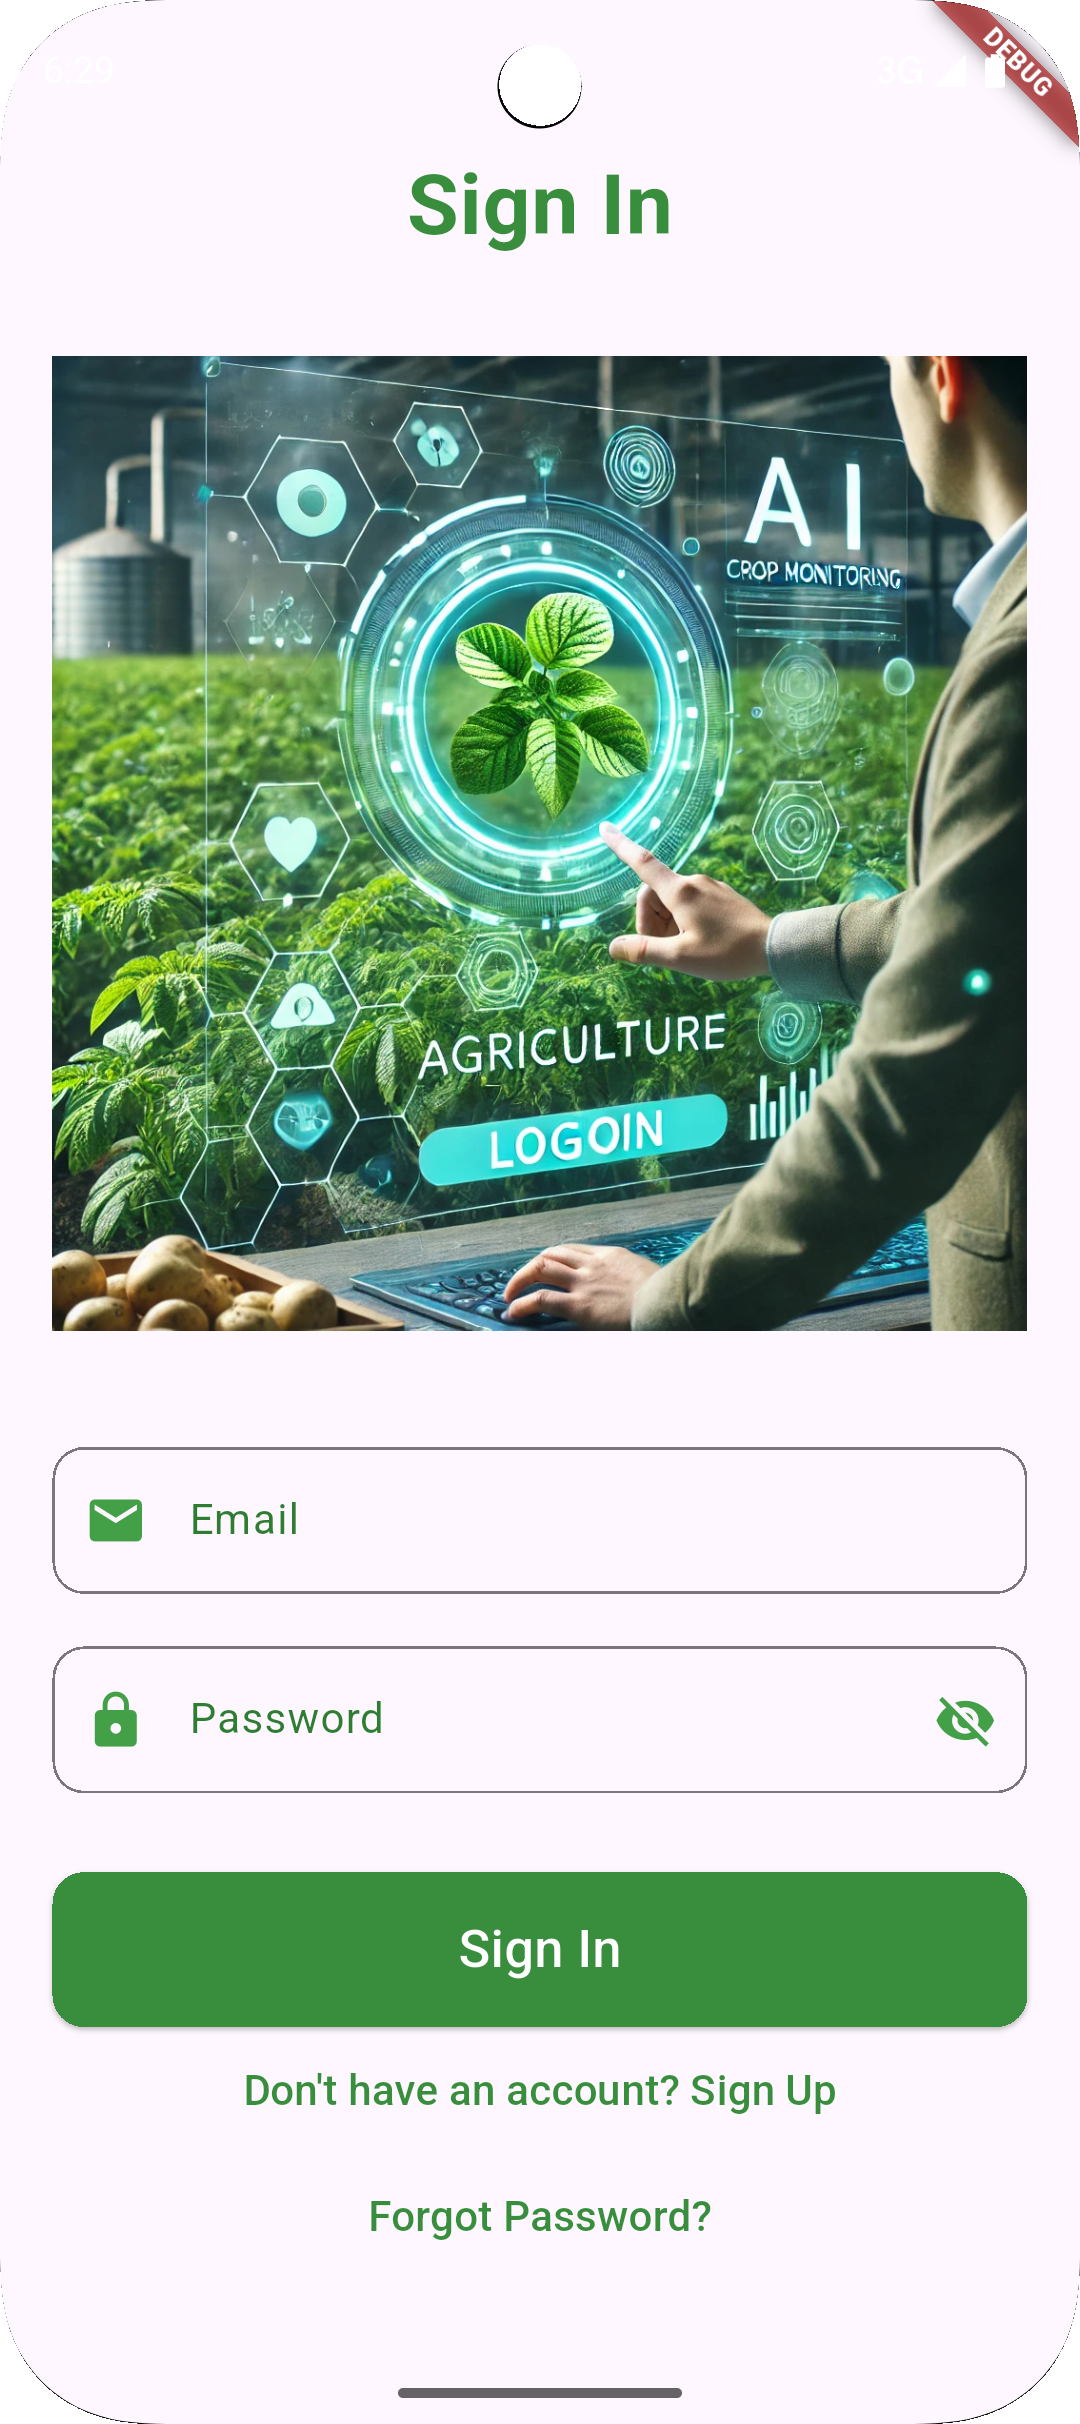 6:29
3G
DEBUG
Sign In
AI
CROP MONITORING
AGRICULTURE
LOGOIN
Email
Password
Sign In
Don't have an account? Sign Up
Forgot Password?